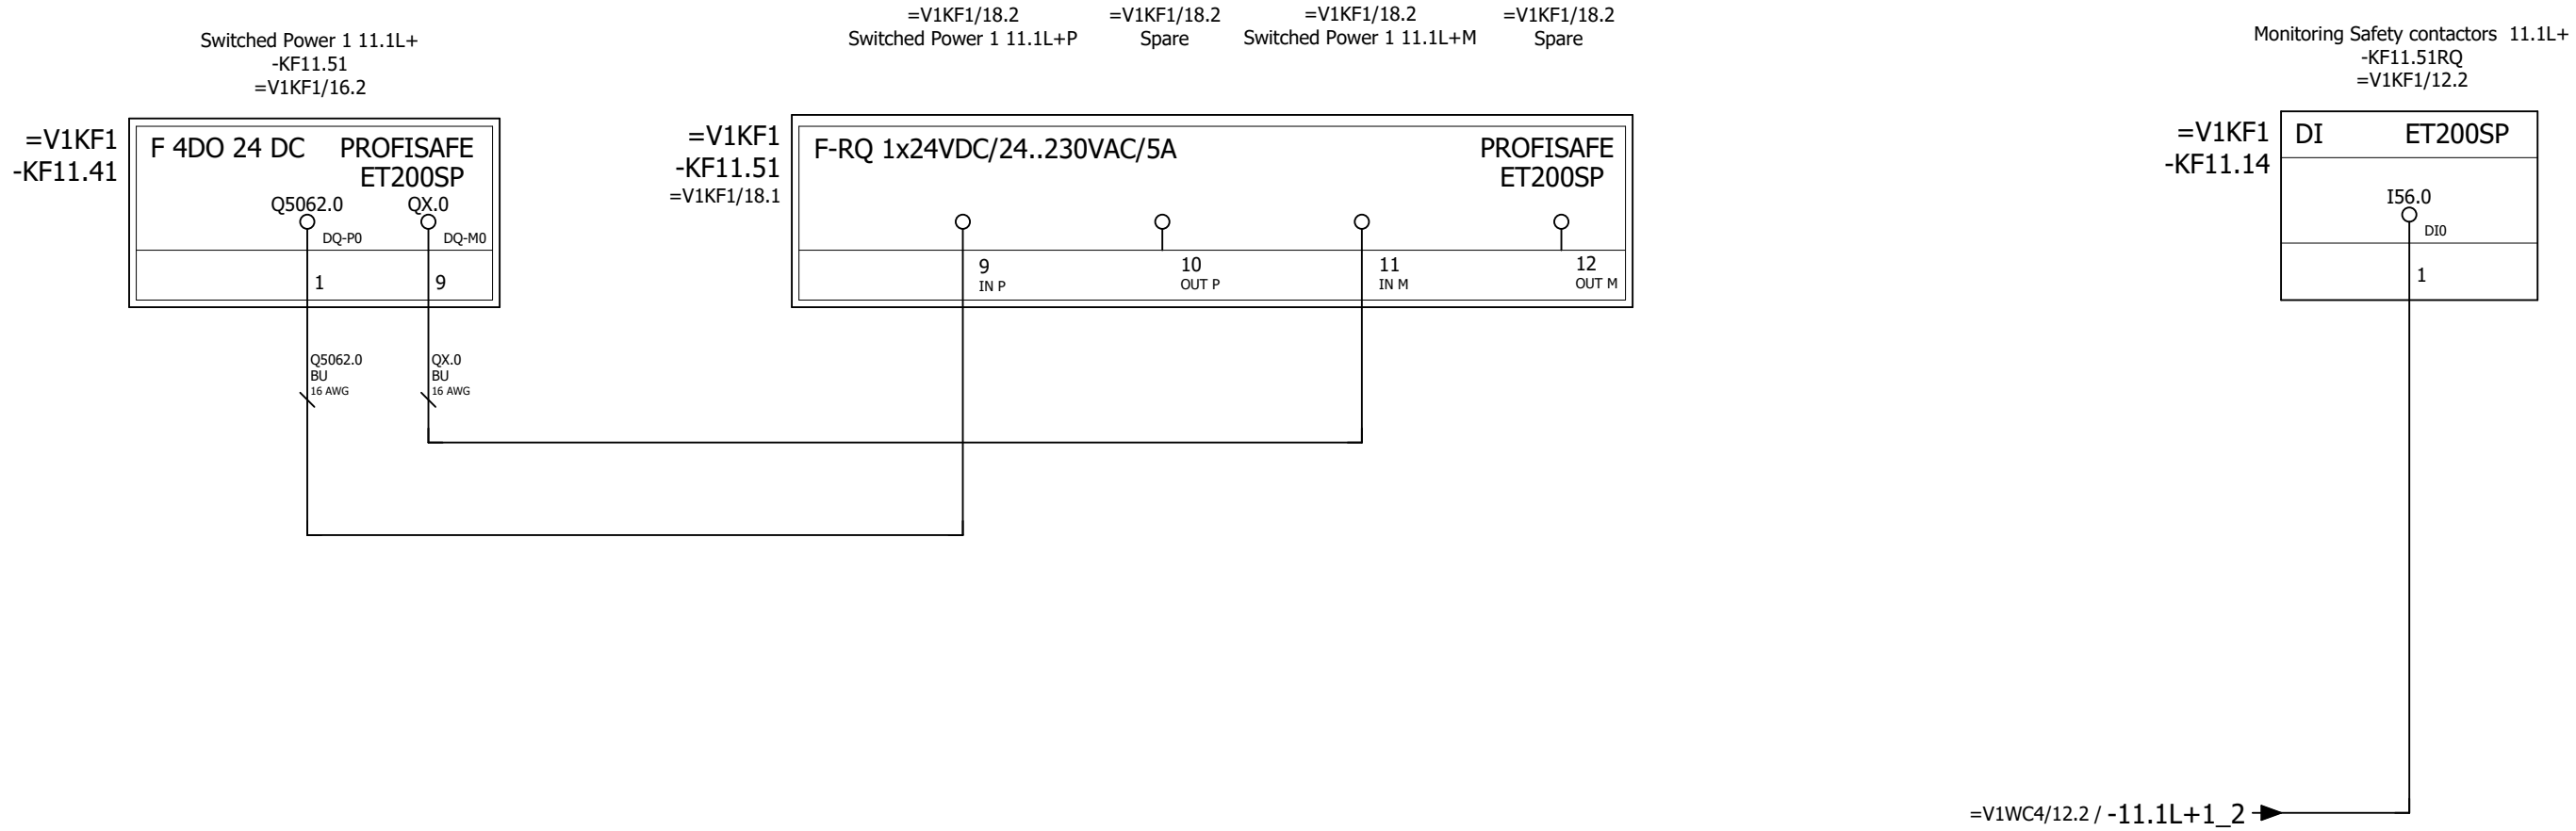 Switched Power 1 11.1L+
-KF11.51
=V1KF1/16.2
=V1KF1
-KF11.41
F 4DO 24 DC PROFISAFE
ET200SP
Q5062.0 QX.0
DQ-P0 DQ-M0
1 9
Q5062.0
BU
16 AWG
QX.0
BU
16 AWG
=V1KF1/18.2
Switched Power 1 11.1L+P
=V1KF1/18.2
Spare
=V1KF1/18.2
Switched Power 1 11.1L+M
=V1KF1/18.2
Spare
=V1KF1
-KF11.51
=V1KF1/18.1
F-RQ 1x24VDC/24..230VAC/5A PROFISAFE
ET200SP
9
IN P
10
OUT P
11
IN M
12
OUT M
Monitoring Safety contactors 11.1L+
-KF11.51RQ
=V1KF1/12.2
=V1KF1
-KF11.14
DI ET200SP
I56.0
DI0
1
=V1WC4/12.2 / -11.1L+1_2